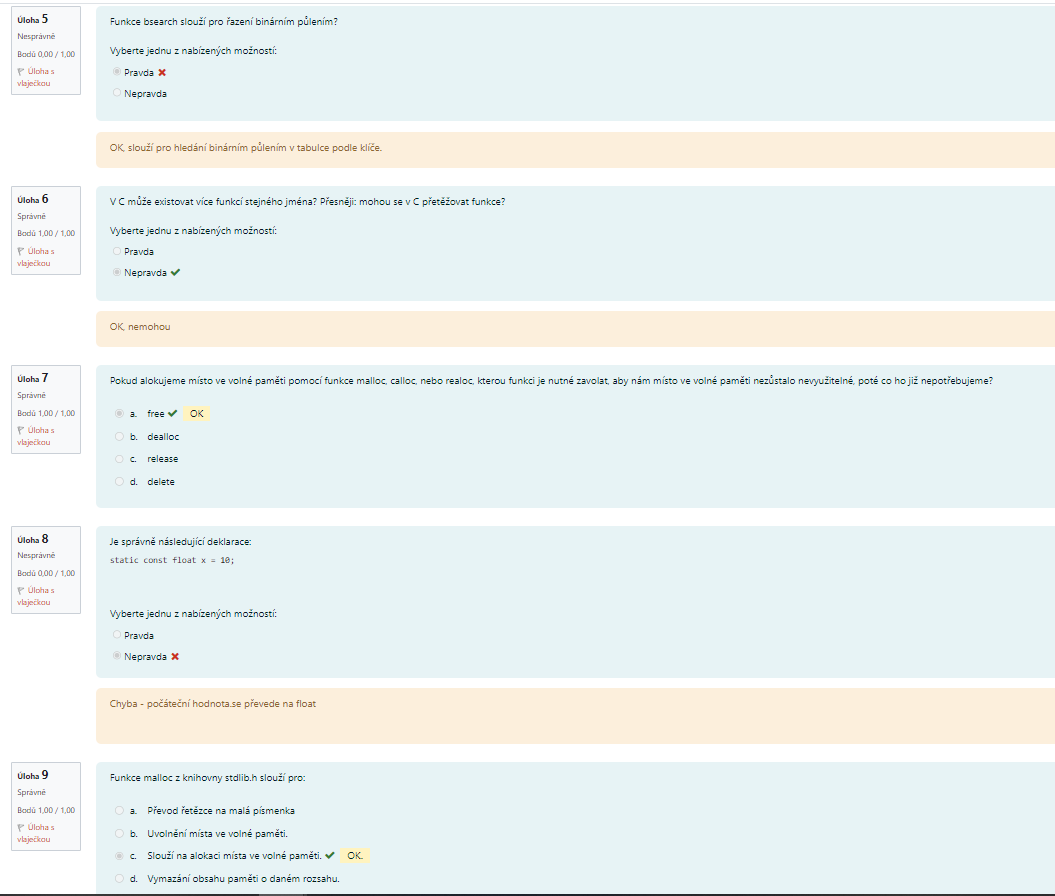 Úloha 5
Nesprávně
Bodů 0,00 / 1,00
Úloha s
vlaječkou
Funkce bsearch slouží pro řazení binárním půlením?
Vyberte jednu z nabízených možností:
Pravda
Nepravda
OK, slouží pro hledání binárním půlením v tabulce podle klíče.
Úloha 6
Správně
Bodů 1,00 / 1,00
Úloha s
vlaječkou
V C může existovat více funkcí stejného jména? Přesněji: mohou se v C přetěžovat funkce?
Vyberte jednu z nabízených možností:
Pravda
Nepravda
OK, nemohou
Úloha 7
Správně
Bodů 1,00 / 1,00
Úloha s
vlaječkou
Pokud alokujeme místo ve volné paměti pomocí funkce malloc, calloc, nebo realoc, kterou funkci je nutné zavolat, aby nám místo ve volné paměti nezůstalo nevyužitelné, poté co ho již nepotřebujeme?
a. free OK
b. dealloc
c. release
d. delete
Úloha 8
Nesprávně
Bodů 0,00 / 1,00
Úloha s
vlaječkou
Je správně následující deklarace:
static const float x = 10;
Vyberte jednu z nabízených možností:
Pravda
Nepravda
Chyba - počáteční hodnota.se převede na float
Úloha 9
Správně
Bodů 1,00 / 1,00
Úloha s
vlaječkou
Funkce malloc z knihovny stdlib.h slouží pro:
a. Převod řetězce na malá písmenka
b. Uvolnění místa ve volné paměti.
c. Slouží na alokaci místa ve volné paměti. OK.
d. Vymazání obsahu paměti o daném rozsahu.